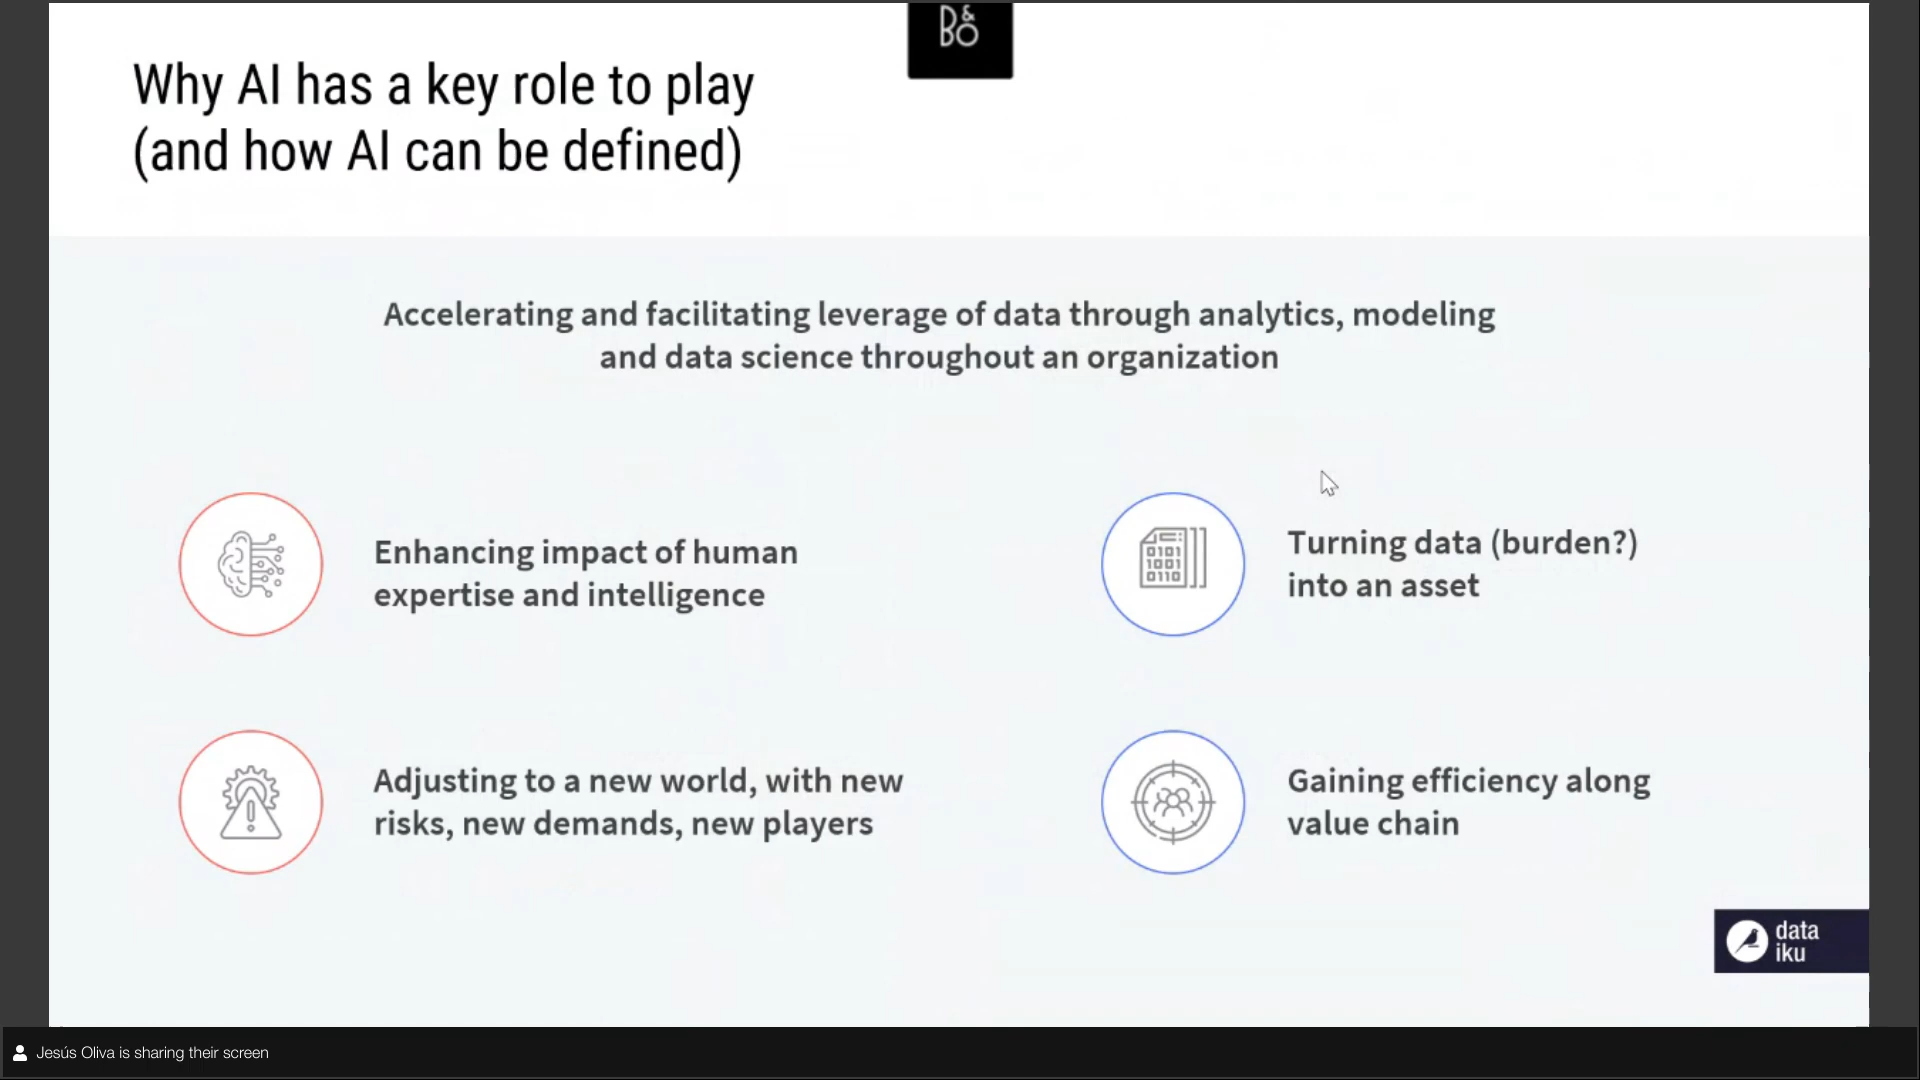 B&O
Why AI has a key role to play
(and how AI can be defined)
Accelerating and facilitating leverage of data through analytics, modeling
and data science throughout an organization
Enhancing impact of human
expertise and intelligence
Turning data (burden?)
into an asset
0101
1001
0110
Adjusting to a new world, with new
risks, new demands, new players
Gaining efficiency along
value chain
data
iku
Jesús Oliva is sharing their screen